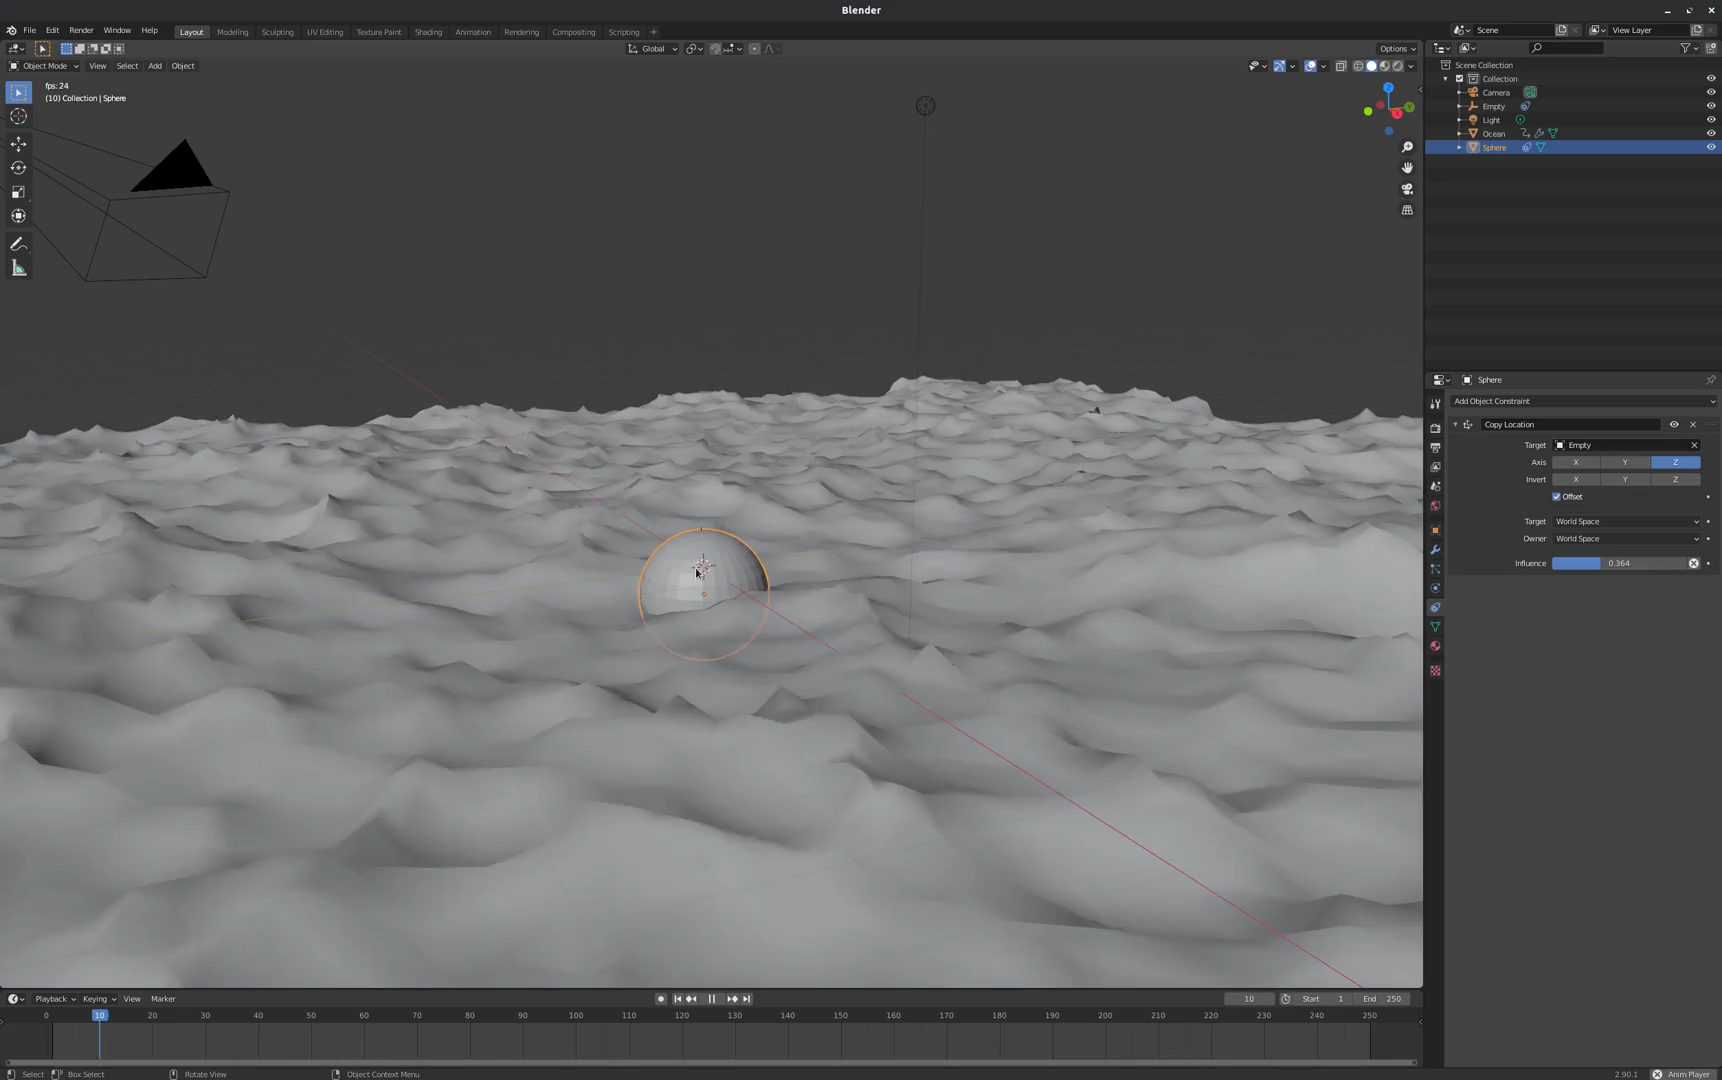 Blender
File Edit Render Window Help Layout Modeling Sculpting UV Editing Texture Paint Shading Animation Rendering Compositing Scripting + Scene View Layer
Global Options
Object Mode View Select Add Object
fps: 24
(10) Collection | Sphere
Z
Y
X
Scene Collection
Collection
Camera
Empty
Light
Ocean
Sphere
Sphere
Add Object Constraint
Copy Location
Target Empty
Axis X Y Z
Invert X Y Z
Offset
Target World Space
Owner World Space
Influence 0.364
Playback Keying View Marker 10 Start 1 End 250
0 10 20 30 40 50 60 70 80 90 100 110 120 130 140 150 160 170 180 190 200 210 220 230 240 250
Select Box Select Rotate View Object Context Menu 2.90.1 Anim Player